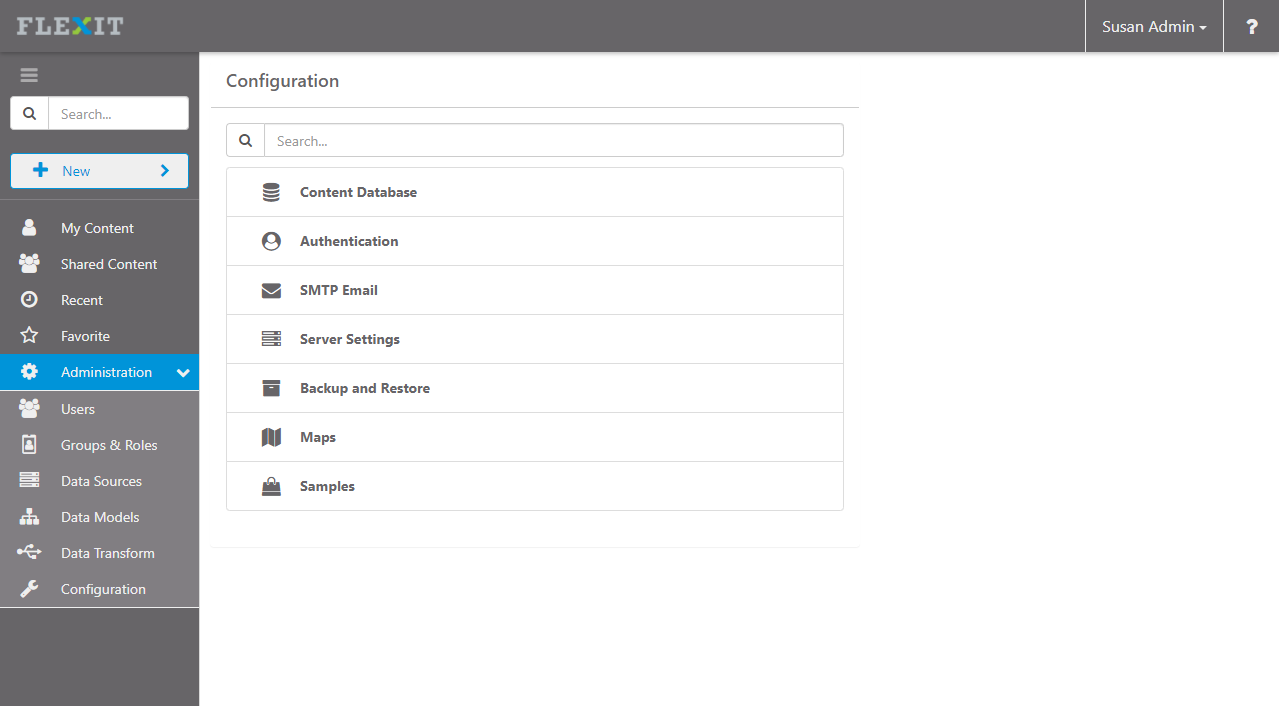 FLEXIT
Susan Admin
?
Search...
New
My Content
Shared Content
Recent
Favorite
Administration
Users
Groups & Roles
Data Sources
Data Models
Data Transform
Configuration
Configuration
Search...
Content Database
Authentication
SMTP Email
Server Settings
Backup and Restore
Maps
Samples